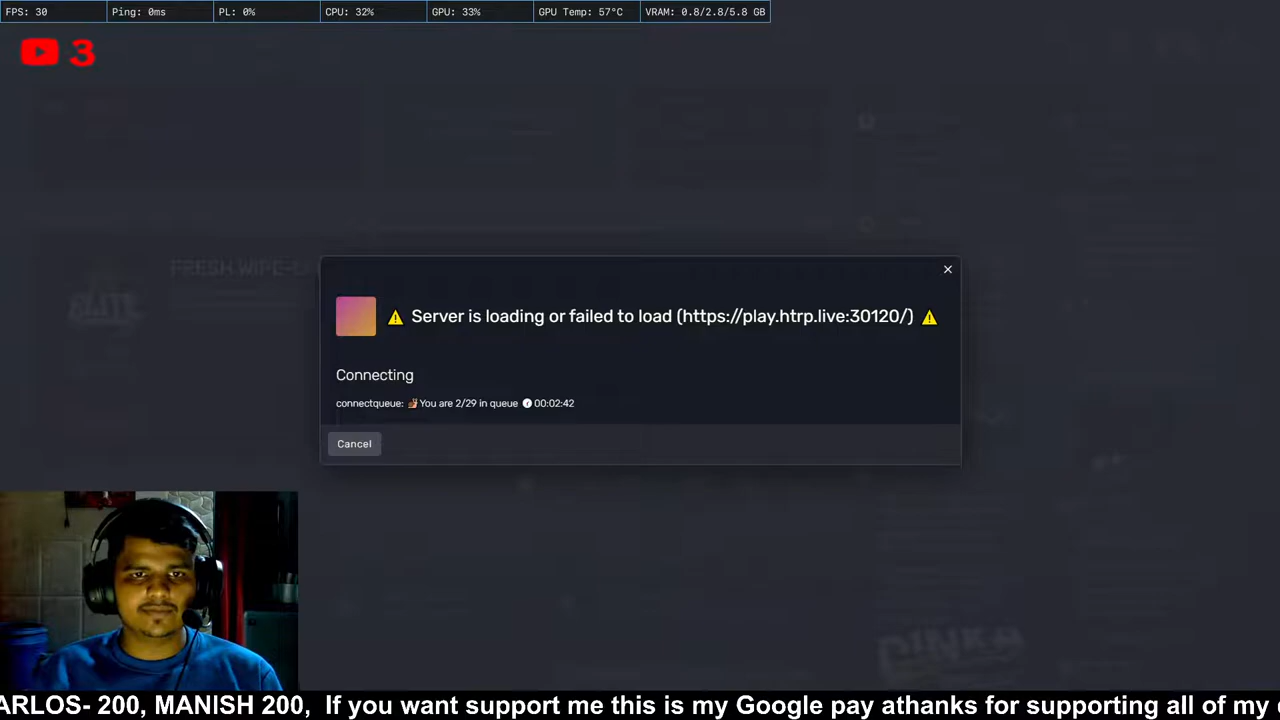 FPS: 30 Ping: 0ms PL: 0% CPU: 32% GPU: 33% GPU Temp: 57°C VRAM: 0.8/2.8/5.8 GB
3
FRESH WIPE-
ELITE
⚠ Server is loading or failed to load (https://play.htrp.live:30120/) ⚠
Connecting
connectqueue: 🐌You are 2/29 in queue 🕐 00:02:42
Cancel
ARLOS- 200, MANISH 200, If you want support me this is my Google pay athanks for supporting all of my